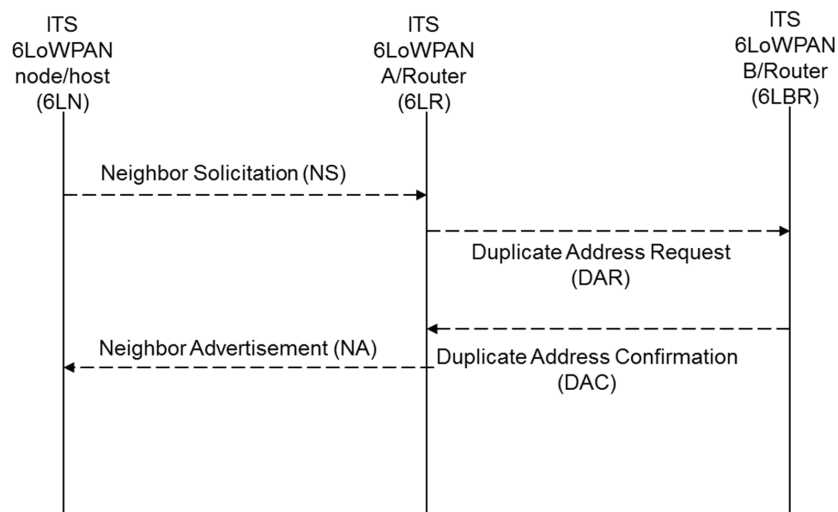 ITS
6LoWPAN
node/host
(6LN)
ITS
6LoWPAN
A/Router
(6LR)
ITS
6LoWPAN
B/Router
(6LBR)
Neighbor Solicitation (NS)
Duplicate Address Request
(DAR)
Neighbor Advertisement (NA)
Duplicate Address Confirmation
(DAC)